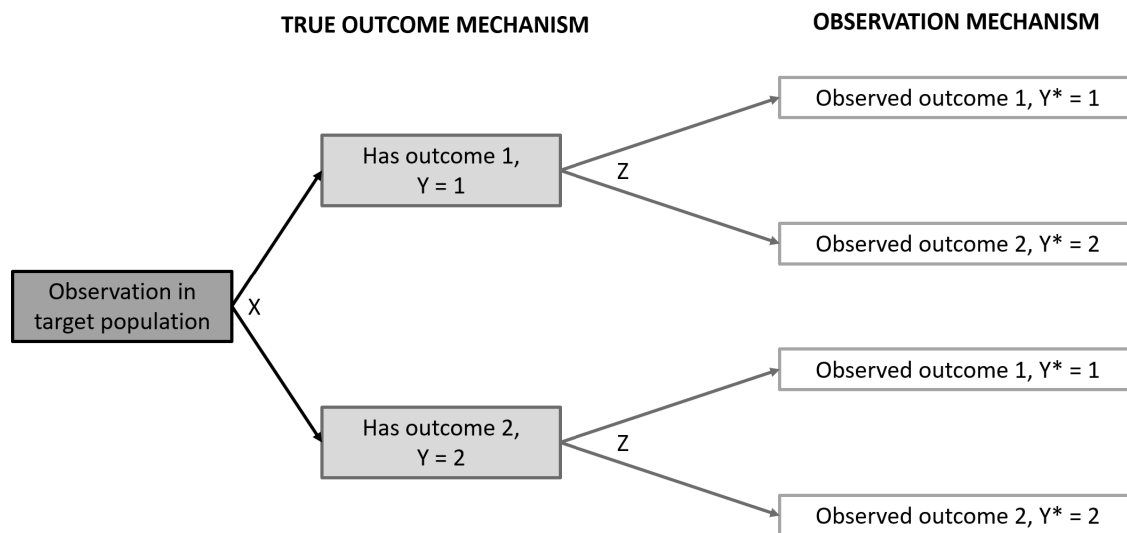 TRUE OUTCOME MECHANISM
OBSERVATION MECHANISM
Observed outcome 1, Y* = 1
Has outcome 1,
Y = 1
Z
Observed outcome 2, Y* = 2
Observation in
target population
X
Observed outcome 1, Y* = 1
Has outcome 2,
Y = 2
Z
Observed outcome 2, Y* = 2